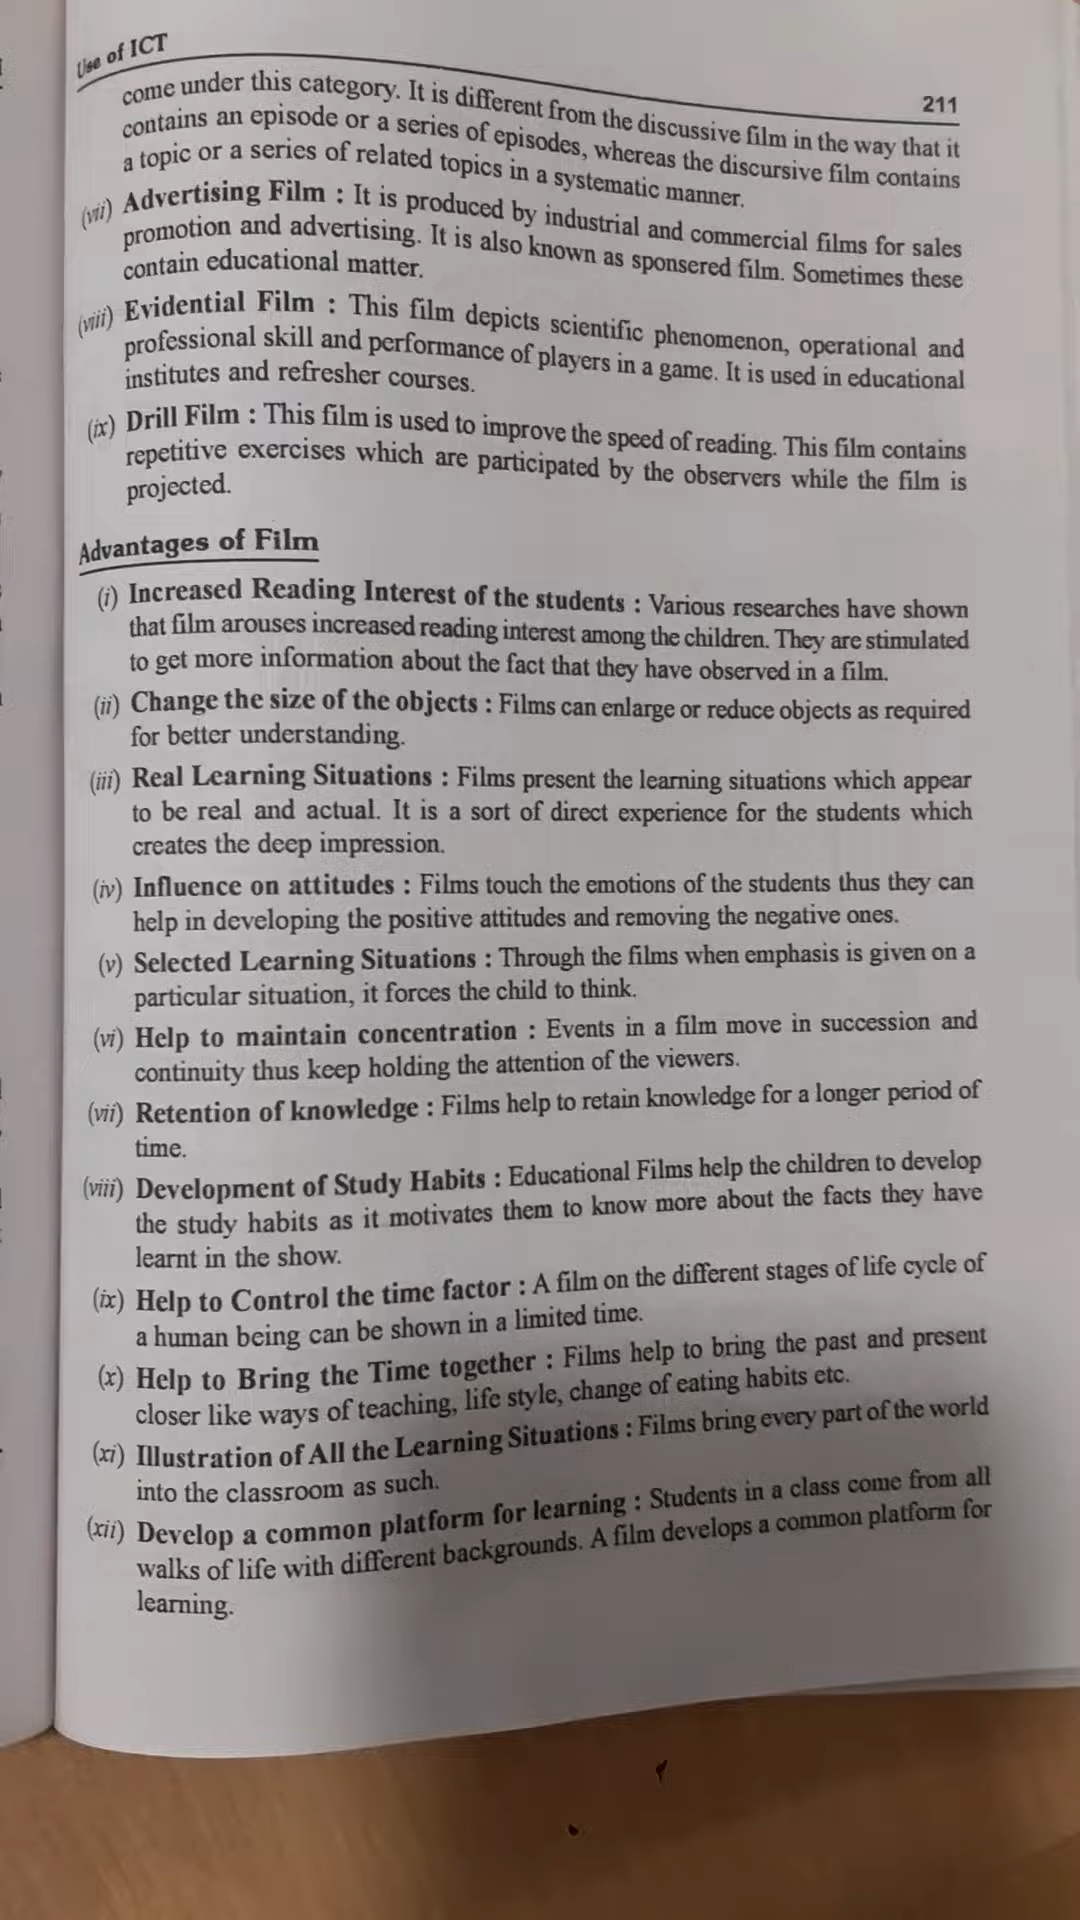 Use of ICT
211
come under this category. It is different from the discussive film in the way that it
contains an episode or a series of episodes, whereas the discursive film contains
a topic or a series of related topics in a systematic manner.
(vii) Advertising Film : It is produced by industrial and commercial films for sales
promotion and advertising. It is also known as sponsered film. Sometimes these
contain educational matter.
(viii) Evidential Film : This film depicts scientific phenomenon, operational and
professional skill and performance of players in a game. It is used in educational
institutes and refresher courses.
(ix) Drill Film : This film is used to improve the speed of reading. This film contains
repetitive exercises which are participated by the observers while the film is
projected.
Advantages of Film
(i) Increased Reading Interest of the students : Various researches have shown
that film arouses increased reading interest among the children. They are stimulated
to get more information about the fact that they have observed in a film.
(ii) Change the size of the objects : Films can enlarge or reduce objects as required
for better understanding.
(iii) Real Learning Situations : Films present the learning situations which appear
to be real and actual. It is a sort of direct experience for the students which
creates the deep impression.
(iv) Influence on attitudes : Films touch the emotions of the students thus they can
help in developing the positive attitudes and removing the negative ones.
(v) Selected Learning Situations : Through the films when emphasis is given on a
particular situation, it forces the child to think.
(vi) Help to maintain concentration : Events in a film move in succession and
continuity thus keep holding the attention of the viewers.
(vii) Retention of knowledge : Films help to retain knowledge for a longer period of
time.
(viii) Development of Study Habits : Educational Films help the children to develop
the study habits as it motivates them to know more about the facts they have
learnt in the show.
(ix) Help to Control the time factor : A film on the different stages of life cycle of
a human being can be shown in a limited time.
(x) Help to Bring the Time together : Films help to bring the past and present
closer like ways of teaching, life style, change of eating habits etc.
(xi) Illustration of All the Learning Situations : Films bring every part of the world
into the classroom as such.
(xii) Develop a common platform for learning : Students in a class come from all
walks of life with different backgrounds. A film develops a common platform for
learning.